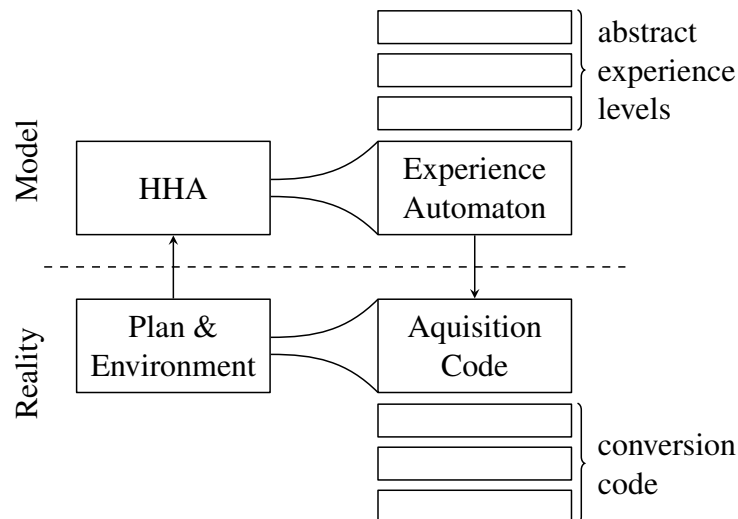 abstract
experience
levels
Model
HHA
Experience
Automaton
Reality
Plan &
Environment
Aquisition
Code
conversion
code